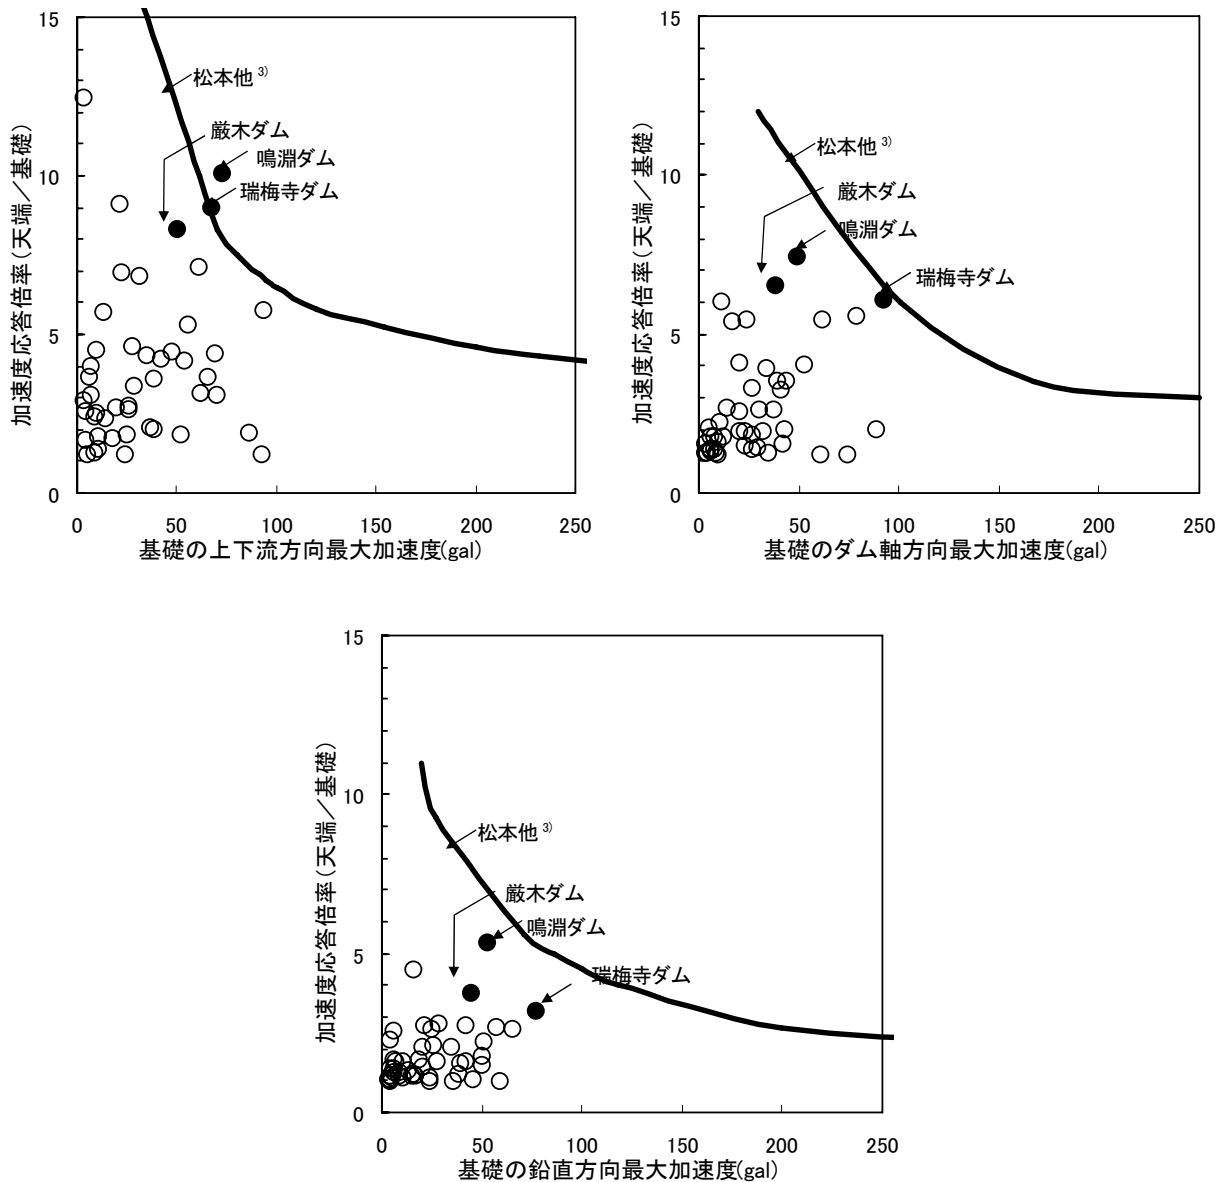 加速度応答倍率(天端/基礎)
15
10
5
0
松本他 3)
厳木ダム
鳴淵ダム
瑞梅寺ダム
0 50 100 150 200 250
基礎の上下流方向最大加速度(gal)
加速度応答倍率(天端/基礎)
15
10
5
0
松本他 3)
厳木ダム
鳴淵ダム
瑞梅寺ダム
0 50 100 150 200 250
基礎のダム軸方向最大加速度(gal)
加速度応答倍率(天端/基礎)
15
10
5
0
松本他 3)
厳木ダム
鳴淵ダム
瑞梅寺ダム
0 50 100 150 200 250
基礎の鉛直方向最大加速度(gal)